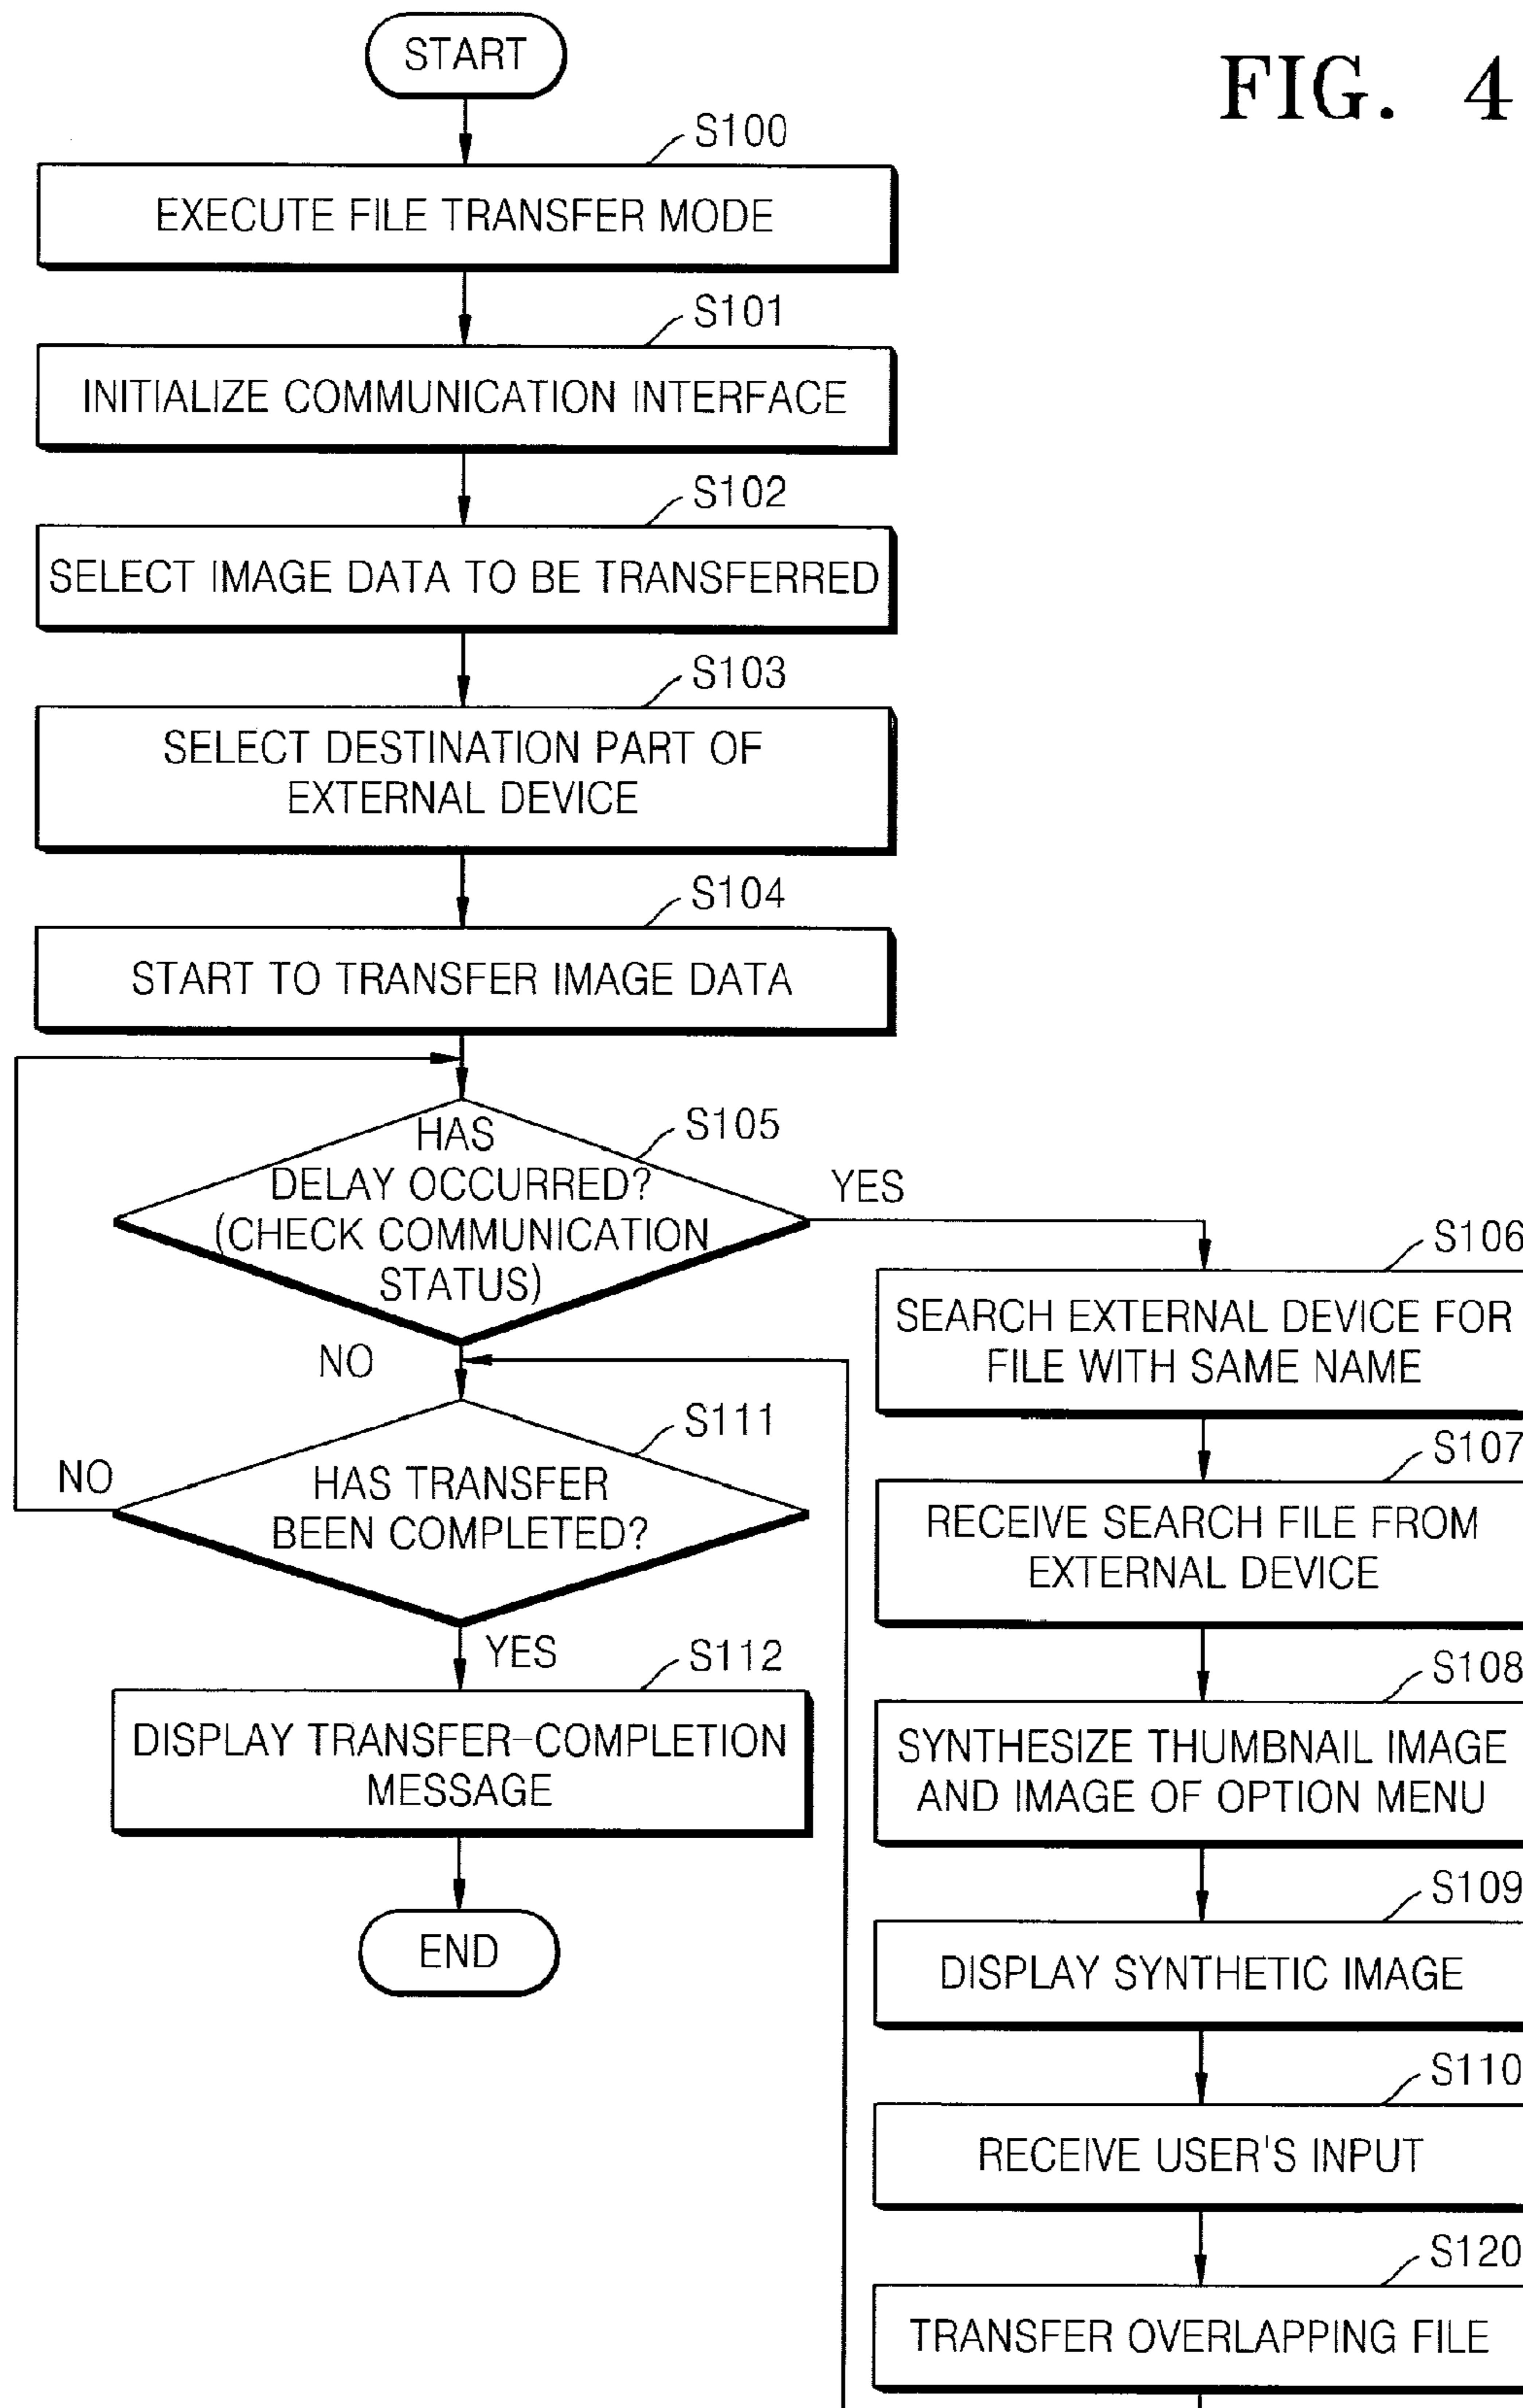 FIG. 4
START
S100
EXECUTE FILE TRANSFER MODE
S101
INITIALIZE COMMUNICATION INTERFACE
S102
SELECT IMAGE DATA TO BE TRANSFERRED
S103
SELECT DESTINATION PART OF
EXTERNAL DEVICE
S104
START TO TRANSFER IMAGE DATA
S105
HAS
DELAY OCCURRED?
(CHECK COMMUNICATION
STATUS)
YES
NO
S111
HAS TRANSFER
BEEN COMPLETED?
NO
YES
S112
DISPLAY TRANSFER-COMPLETION
MESSAGE
END
S106
SEARCH EXTERNAL DEVICE FOR
FILE WITH SAME NAME
S107
RECEIVE SEARCH FILE FROM
EXTERNAL DEVICE
S108
SYNTHESIZE THUMBNAIL IMAGE
AND IMAGE OF OPTION MENU
S109
DISPLAY SYNTHETIC IMAGE
S110
RECEIVE USER'S INPUT
S120
TRANSFER OVERLAPPING FILE